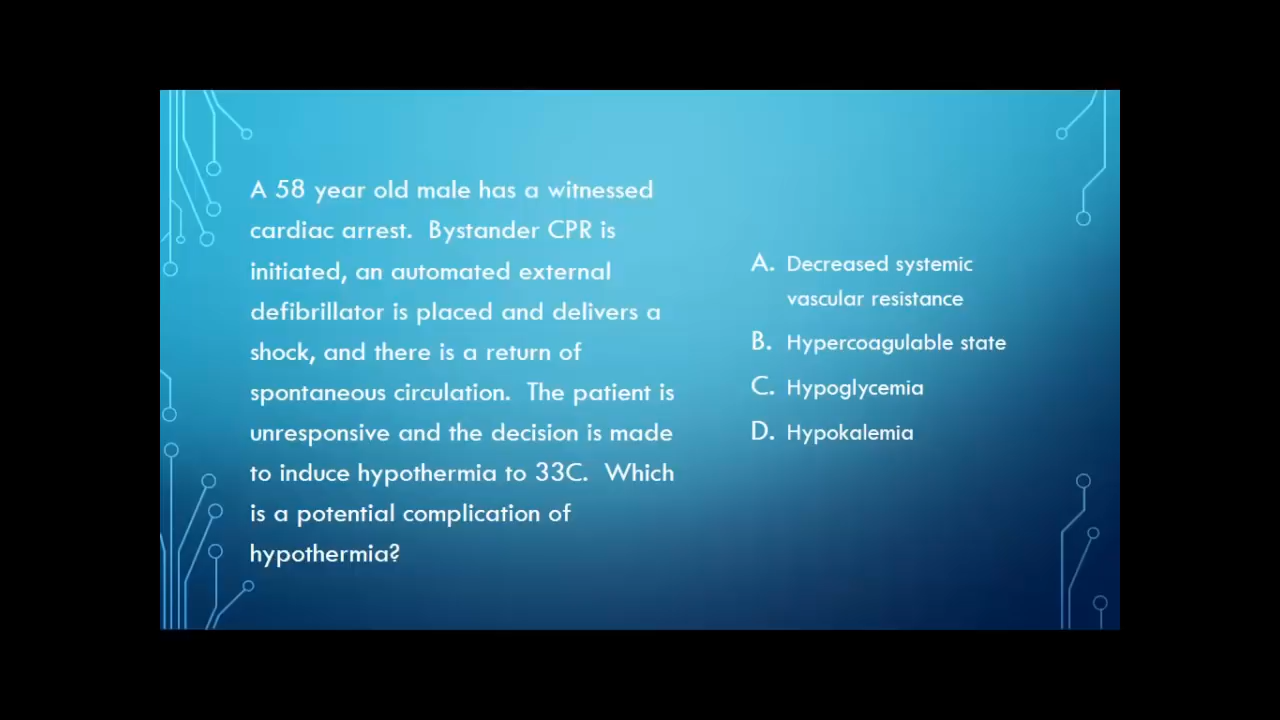 A 58 year old male has a witnessed
cardiac arrest.  Bystander CPR is
initiated, an automated external
defibrillator is placed and delivers a
shock, and there is a return of
spontaneous circulation.  The patient is
unresponsive and the decision is made
to induce hypothermia to 33C.  Which
is a potential complication of
hypothermia?
A. Decreased systemic
vascular resistance
B. Hypercoagulable state
C. Hypoglycemia
D. Hypokalemia